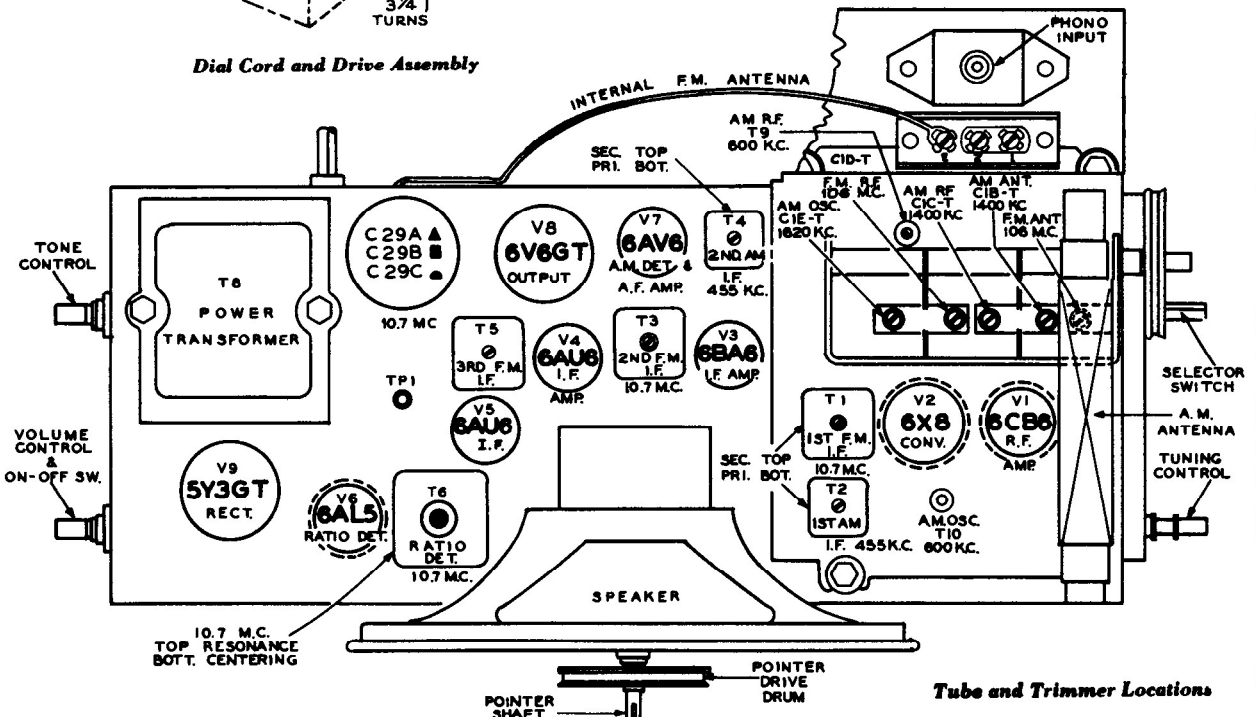 3/4
TURNS
Dial Cord and Drive Assembly
PHONO
INPUT
INTERNAL F.M. ANTENNA
AM R.F.
T9
600 K.C.
SEC. TOP
PRI. BOT.
C1D-T
F.M. R.F.
106 M.C.
AM RF
C1C-T
1400 KC
AM ANT.
C1B-T
1400 KC
F.M. ANT
106 M.C.
AM OSC.
C1E-T
1620 KC.
TONE
CONTROL
T8
POWER
TRANSFORMER
C29A
C29B
C29C
V8
6V6GT
OUTPUT
V7
6AV6
A.M. DET. &
A.F. AMP.
T4
2ND AM
I.F.
455 K.C.
10.7 MC
T5
3RD F.M.
I.F.
V4
6AU6
I.F.
AMP.
T3
2ND F.M.
I.F.
10.7 M.C.
V3
6BA6
I.F. AMP.
SELECTOR
SWITCH
TP1
V5
6AU6
I.F.
T1
1ST F.M.
I.F.
10.7 M.C.
V2
6X8
CONV.
V1
6CB6
R.F.
AMP.
A.M.
ANTENNA
VOLUME
CONTROL
&
ON-OFF SW.
SEC. TOP
PRI. BOT.
TUNING
CONTROL
V9
5Y3GT
RECT.
V6
6AL5
RATIO DET.
T6
RATIO
DET.
10.7 M.C.
T2
1ST AM
I.F. 455 K.C.
A.M. OSC.
T10
600 K.C.
SPEAKER
10.7 M.C.
TOP RESONANCE
BOTT. CENTERING
POINTER
DRIVE
DRUM
POINTER
SHAFT
Tube and Trimmer Locations